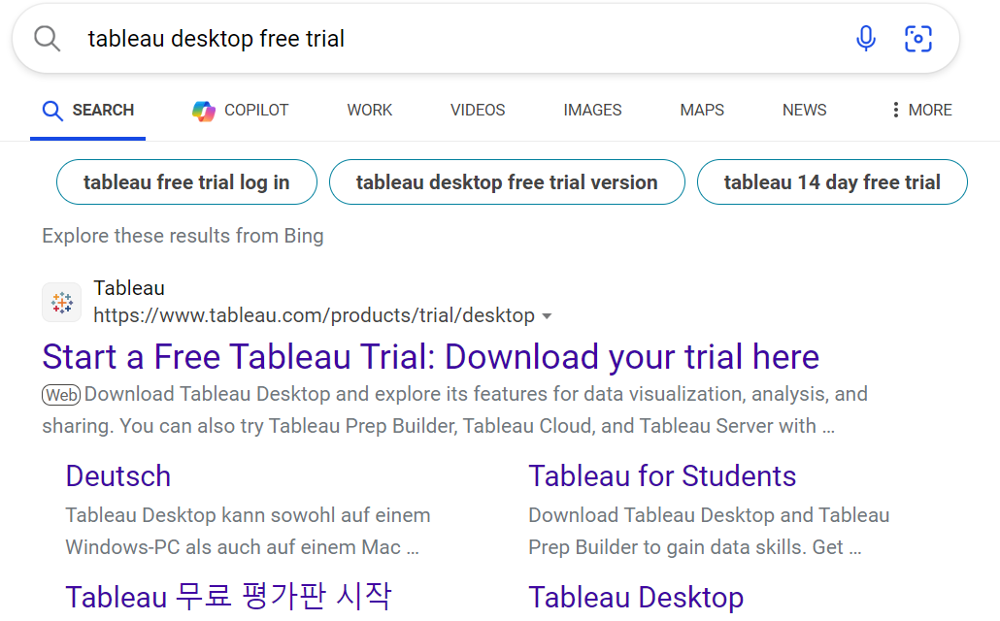 tableau desktop free trial
SEARCH COPILOT WORK VIDEOS IMAGES MAPS NEWS MORE
tableau free trial log in tableau desktop free trial version tableau 14 day free trial
Explore these results from Bing
Tableau
https://www.tableau.com/products/trial/desktop
Start a Free Tableau Trial: Download your trial here
Web Download Tableau Desktop and explore its features for data visualization, analysis, and
sharing. You can also try Tableau Prep Builder, Tableau Cloud, and Tableau Server with ...
Deutsch
Tableau Desktop kann sowohl auf einem
Windows-PC als auch auf einem Mac ...
Tableau for Students
Download Tableau Desktop and Tableau
Prep Builder to gain data skills. Get ...
Tableau 무료 평가판 시작
Tableau Desktop